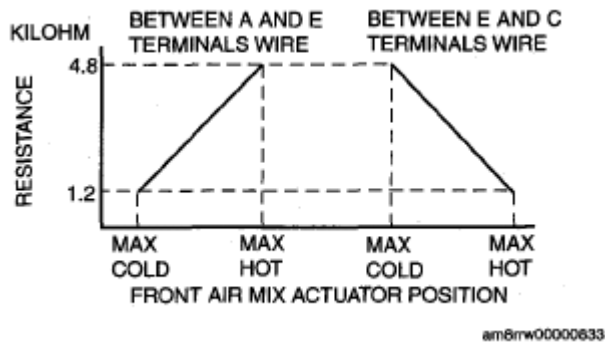 KILOHM
BETWEEN A AND E
TERMINALS WIRE
BETWEEN E AND C
TERMINALS WIRE
4.8
RESISTANCE
1.2
MAX COLD
MAX HOT
MAX COLD
MAX HOT
FRONT AIR MIX ACTUATOR POSITION
am8rrw00000833